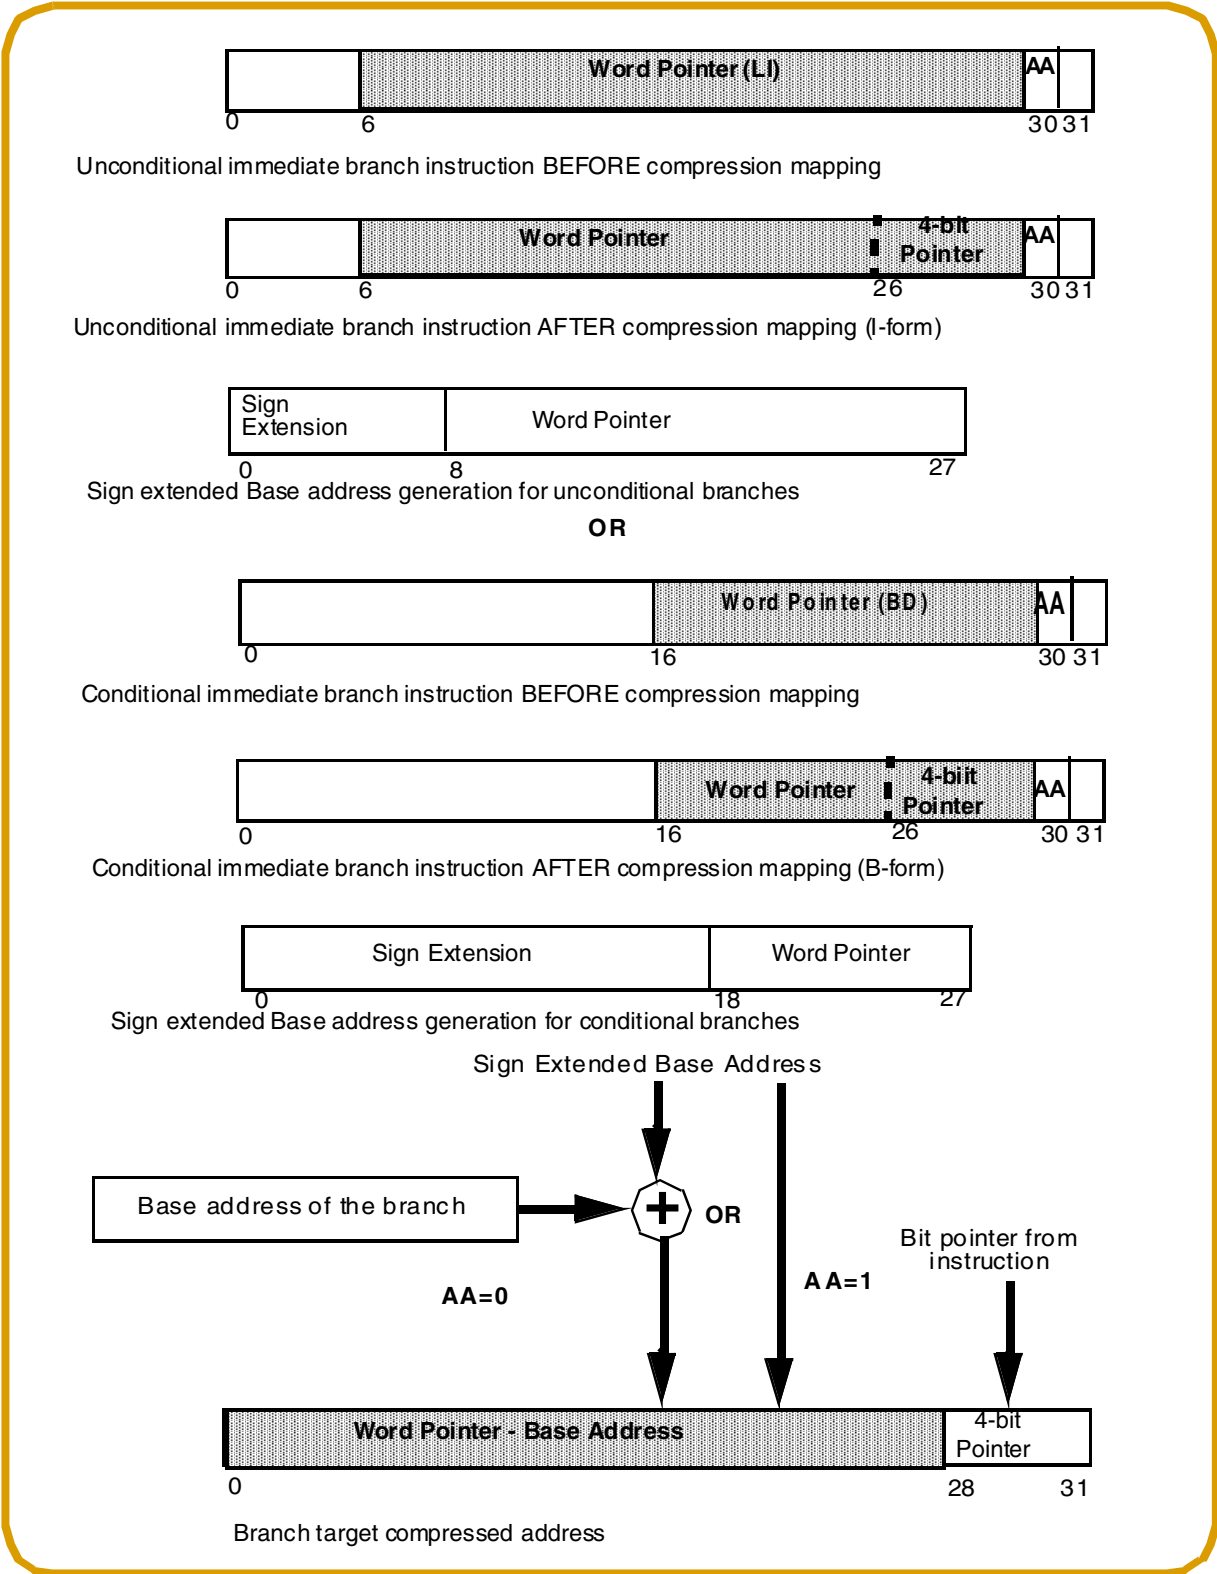 Word Pointer (LI) AA
0 6 30 31
Unconditional immediate branch instruction BEFORE compression mapping
Word Pointer 4-bit Pointer AA
0 6 26 30 31
Unconditional immediate branch instruction AFTER compression mapping (I-form)
Sign Extension Word Pointer
0 8 27
Sign extended Base address generation for unconditional branches
OR
Word Pointer (BD) AA
0 16 30 31
Conditional immediate branch instruction BEFORE compression mapping
Word Pointer 4-biit Pointer AA
0 16 26 30 31
Conditional immediate branch instruction AFTER compression mapping (B-form)
Sign Extension Word Pointer
0 18 27
Sign extended Base address generation for conditional branches
Sign Extended Base Address
Base address of the branch + OR
Bit pointer from
instruction
AA=0 AA=1
Word Pointer - Base Address 4-bit Pointer
0 28 31
Branch target compressed address